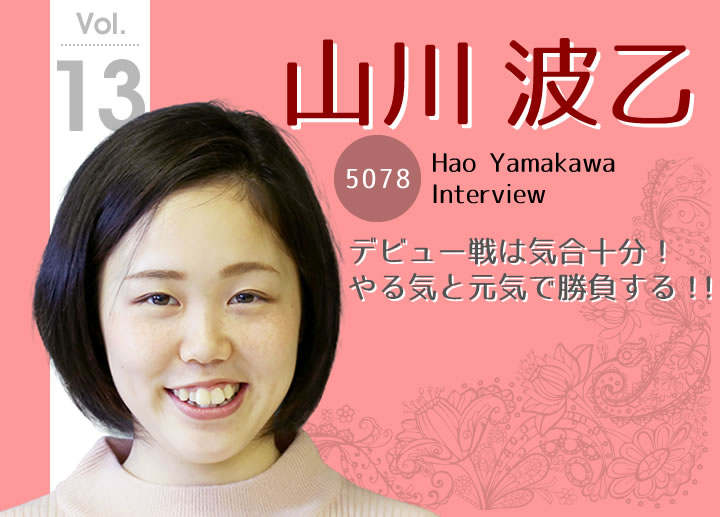 Vol.
13
山川 波乙
5078
Hao Yamakawa
Interview
デビュー戦は気合十分！
やる気と元気で勝負する!!